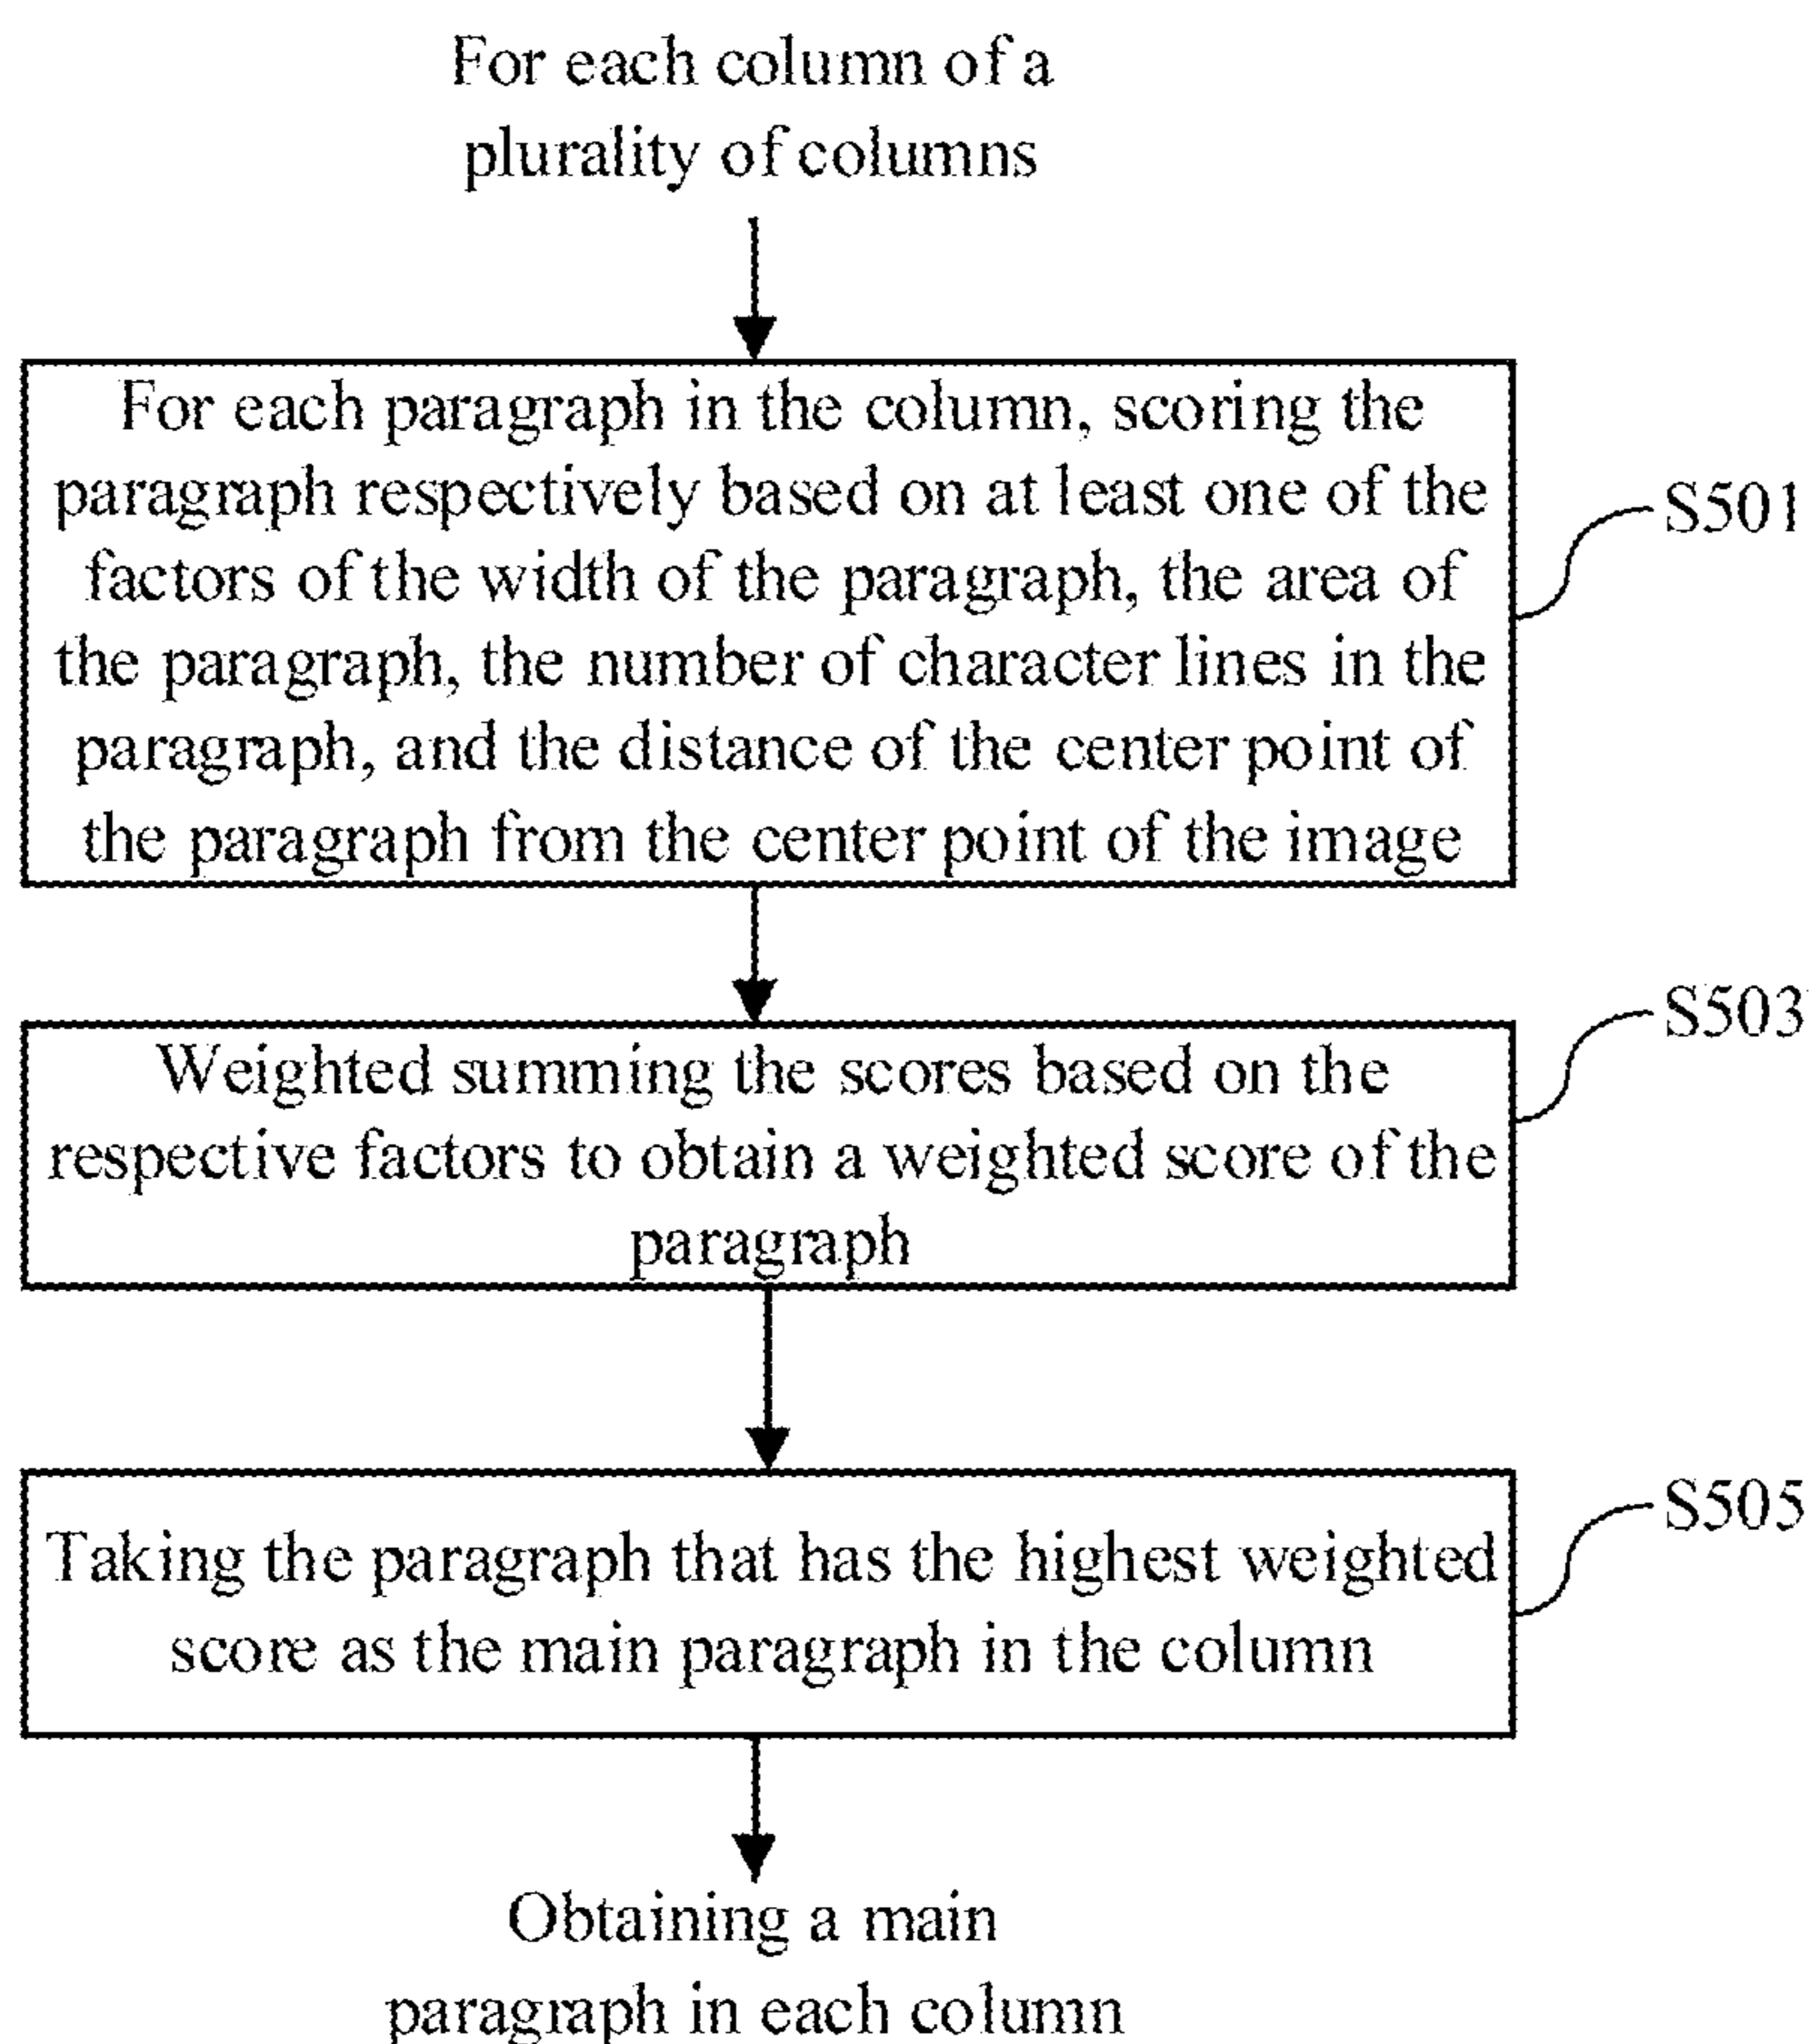 For each column of a
plurality of columns
For each paragraph in the column, scoring the
paragraph respectively based on at least one of the
factors of the width of the paragraph, the area of
the paragraph, the number of character lines in the
paragraph, and the distance of the center point of
the paragraph from the center point of the image
S501
Weighted summing the scores based on the
respective factors to obtain a weighted score of the
paragraph
S503
Taking the paragraph that has the highest weighted
score as the main paragraph in the column
S505
Obtaining a main
paragraph in each column